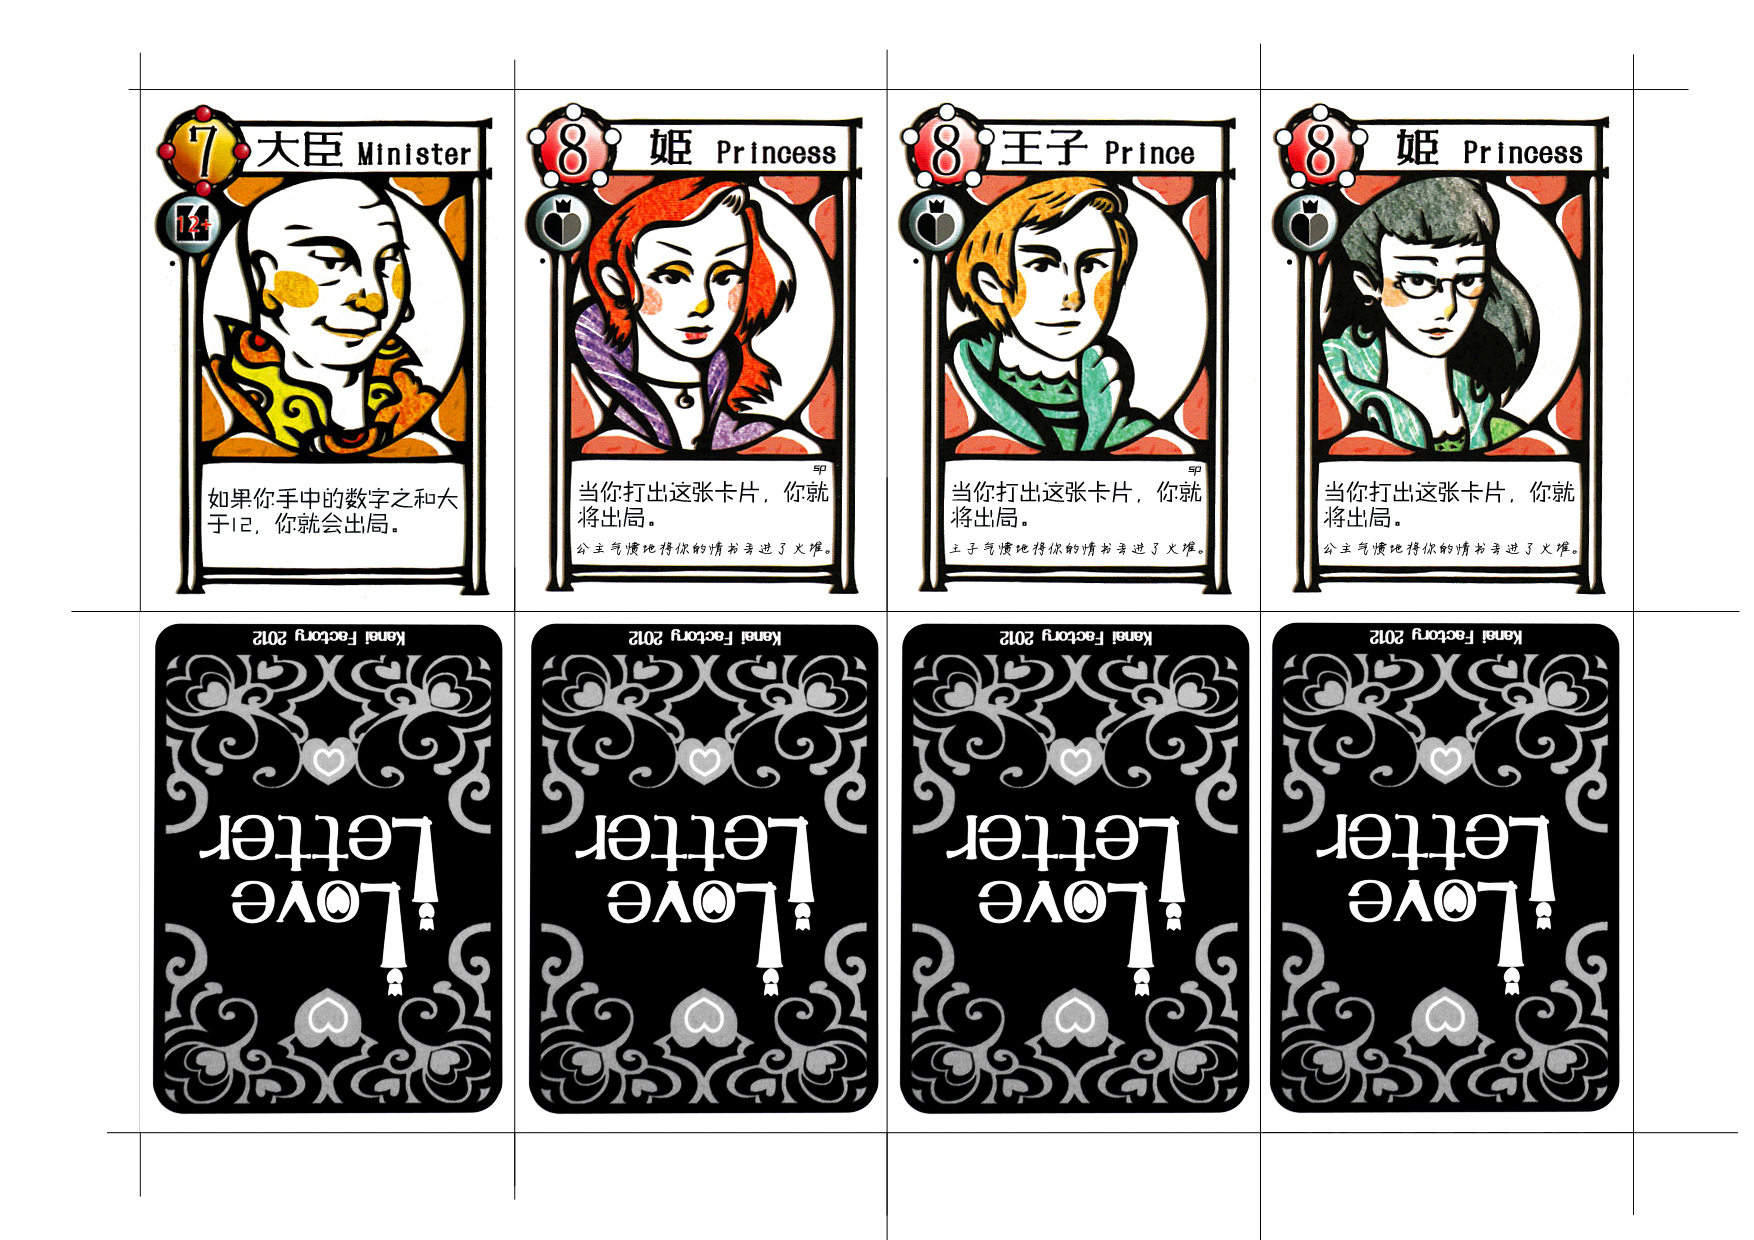 7 大臣 Minister
12+
如果你手中的数字之和大
于12，你就会出局。
8 姫 Princess
SP
当你打出这张卡片，你就
将出局。
公主气愤地将你的情书丢进了火堆。
8 王子 Prince
SP
当你打出这张卡片，你就
将出局。
王子气愤地将你的情书丢进了火堆。
8 姫 Princess
当你打出这张卡片，你就
将出局。
公主气愤地将你的情书丢进了火堆。
Love
Letter
Kanai Factory 2012
Love
Letter
Kanai Factory 2012
Love
Letter
Kanai Factory 2012
Love
Letter
Kanai Factory 2012